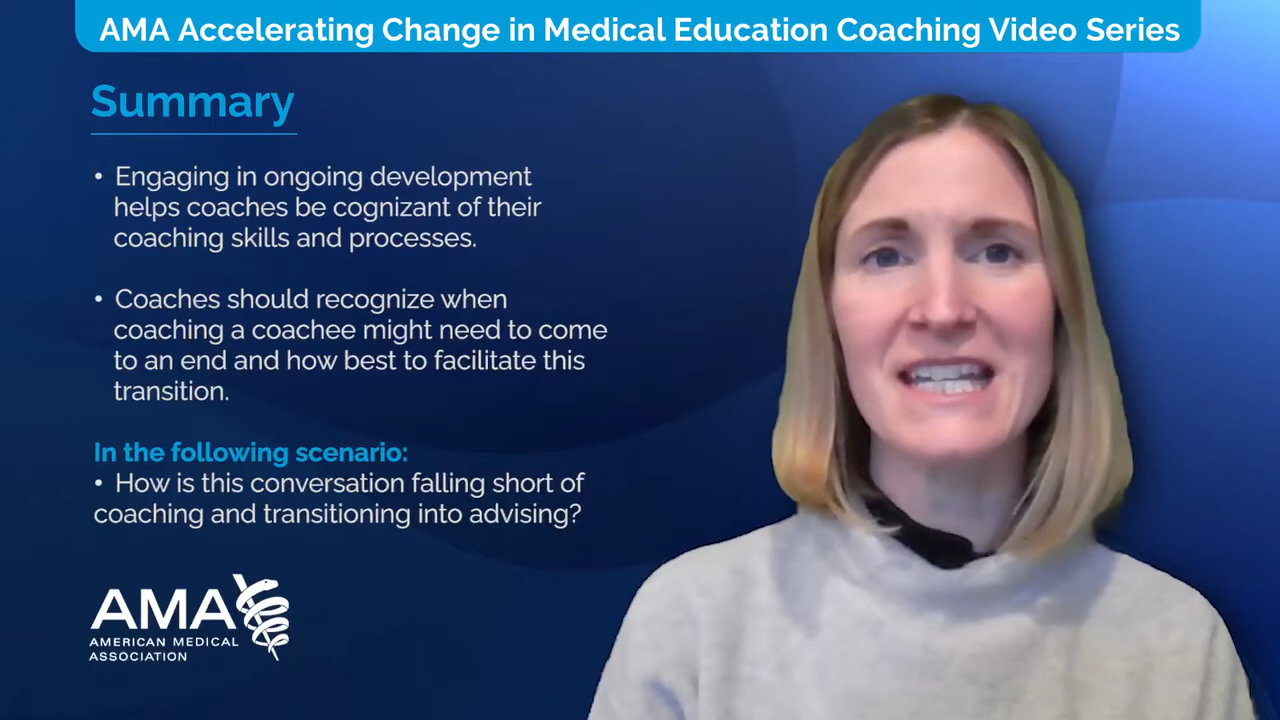 AMA Accelerating Change in Medical Education Coaching Video Series
Summary
• Engaging in ongoing development
helps coaches be cognizant of their
coaching skills and processes.
• Coaches should recognize when
coaching a coachee might need to come
to an end and how best to facilitate this
transition.
In the following scenario:
• How is this conversation falling short of
coaching and transitioning into advising?
AMA
AMERICAN MEDICAL
ASSOCIATION